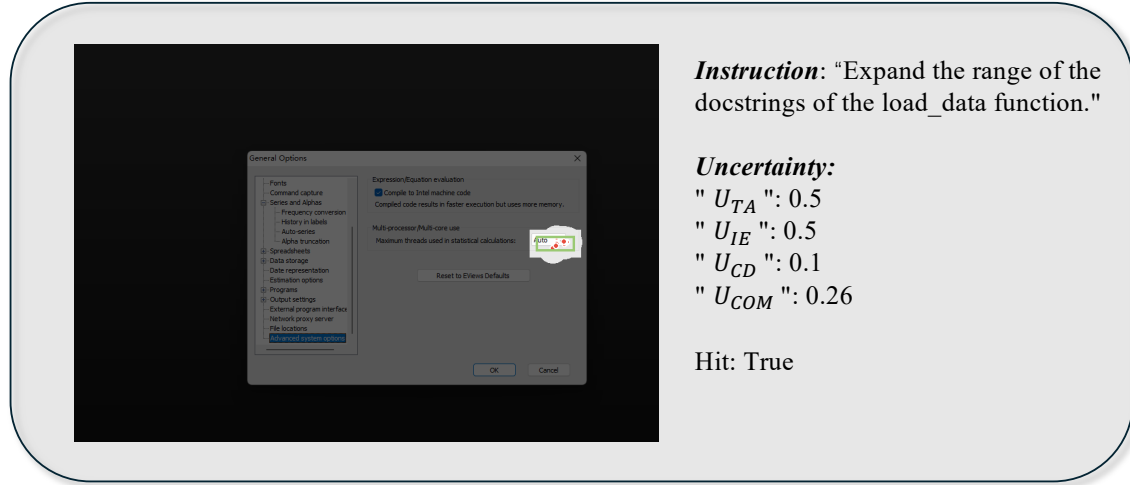 General Options
Fonts
Command capture
Series and Alphas
Frequency conversion
History in labels
Auto-series
Alpha truncation
Spreadsheets
Data storage
Date representation
Estimation options
Programs
Output settings
External program interface
Network proxy server
File locations
Advanced system options
Expression/Equation evaluation
Compile to Intel machine code
Compiled code results in faster execution but uses more memory.
Multi-processor/Multi-core use
Maximum threads used in statistical calculations:
Auto
Reset to EViews Defaults
OK
Cancel
Instruction: “Expand the range of the
docstrings of the load_data function."
Uncertainty:
" U_TA ": 0.5
" U_IE ": 0.5
" U_CD ": 0.1
" U_COM ": 0.26
Hit: True